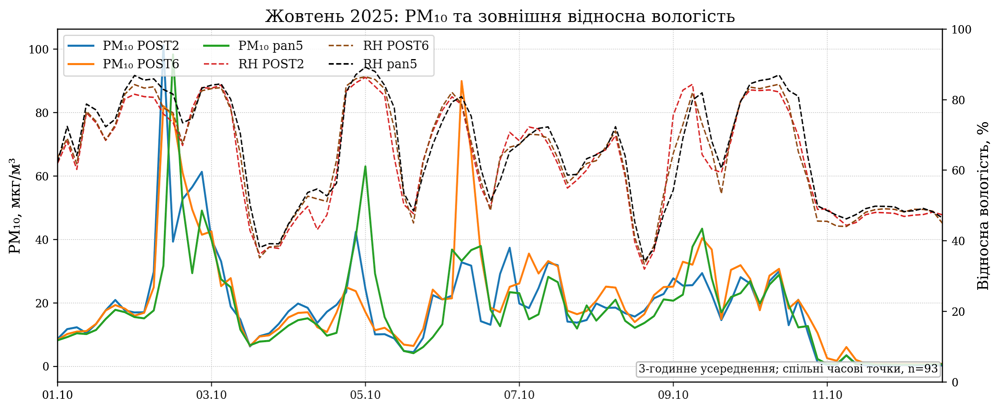 Жовтень 2025: PM₁₀ та зовнішня відносна вологість
PM₁₀ POST2
PM₁₀ POST6
PM₁₀ pan5
RH POST2
RH POST6
RH pan5
PM₁₀, мкг/м³
100
80
60
40
20
0
Відносна вологість, %
100
80
60
40
20
0
3-годинне усереднення; спільні часові точки, n=93
01.10
03.10
05.10
07.10
09.10
11.10